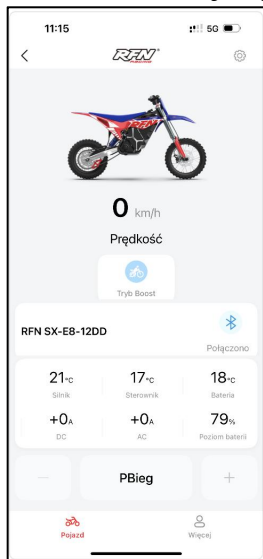 11:15 5G
RFN
0 km/h
Prędkość
Tryb Boost
RFN SX-E8-12DD
Połączono
21°C 17°C 18°C
Silnik Sterownik Bateria
+0A +0A 79%
DC AC Poziom baterii
− PBieg +
Pojazd Więcej